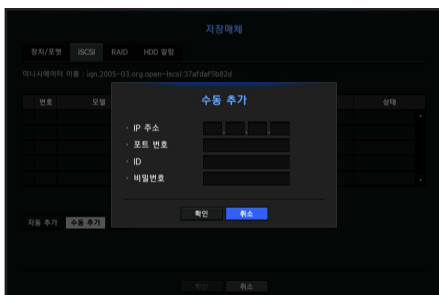 저장매체
장치/포맷 iSCSI RAID HDD 알람
이니시에이터 이름 : iqn.2005-03.org.open-iscsi:37afdaf5b82d
번호 모델 상태
수동 추가
· IP 주소
· 포트 번호
· ID
· 비밀번호
확인 취소
자동 추가 수동 추가
확인 취소